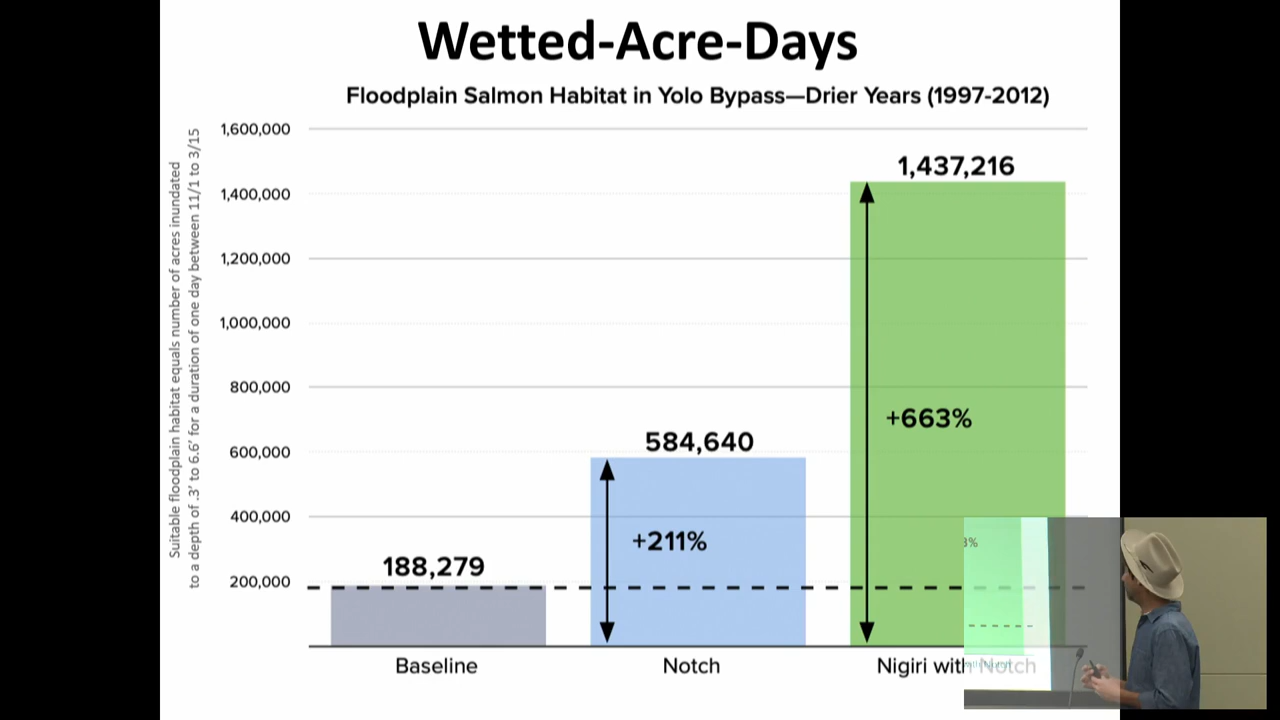 Wetted-Acre-Days
Floodplain Salmon Habitat in Yolo Bypass—Drier Years (1997-2012)
Suitable floodplain habitat equals number of acres inundated
to a depth of .3’ to 6.6’ for a duration of one day between 11/1 to 3/15
1,600,000
1,400,000
1,200,000
1,000,000
800,000
600,000
400,000
200,000
188,279
584,640
+211%
1,437,216
+663%
Baseline
Notch
Nigiri with Notch
3%